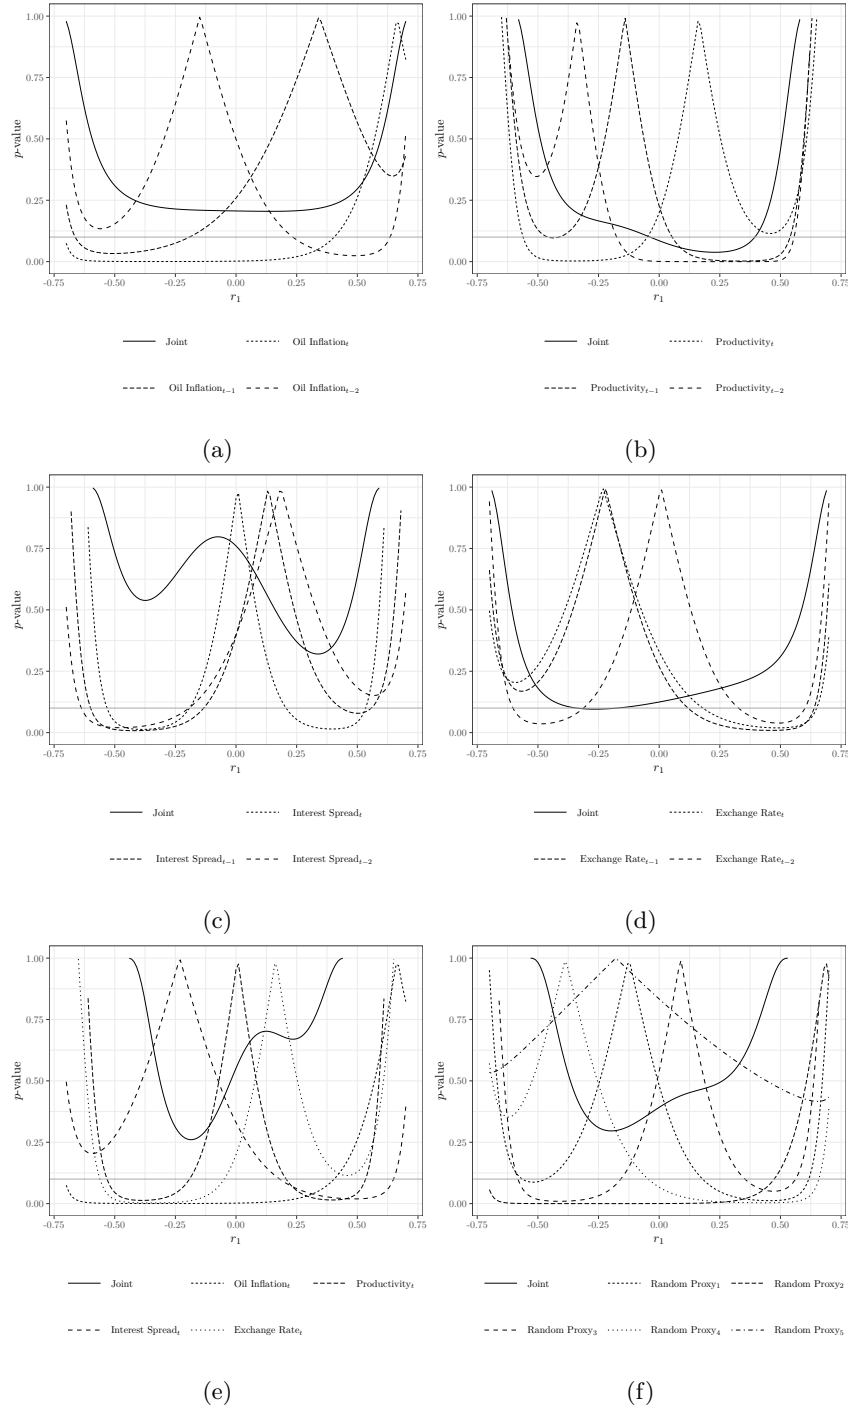 1.00
0.75
0.50
0.25
0.00
p-value
-0.75 -0.50 -0.25 0.00 0.25 0.50 0.75
r₁
Joint Oil Inflationₜ
Oil Inflationₜ₋₁ Oil Inflationₜ₋₂
(a)
1.00
0.75
0.50
0.25
0.00
p-value
-0.75 -0.50 -0.25 0.00 0.25 0.50 0.75
r₁
Joint Productivityₜ
Productivityₜ₋₁ Productivityₜ₋₂
(b)
1.00
0.75
0.50
0.25
0.00
p-value
-0.75 -0.50 -0.25 0.00 0.25 0.50 0.75
r₁
Joint Interest Spreadₜ
Interest Spreadₜ₋₁ Interest Spreadₜ₋₂
(c)
1.00
0.75
0.50
0.25
0.00
p-value
-0.75 -0.50 -0.25 0.00 0.25 0.50 0.75
r₁
Joint Exchange Rateₜ
Exchange Rateₜ₋₁ Exchange Rateₜ₋₂
(d)
1.00
0.75
0.50
0.25
0.00
p-value
-0.75 -0.50 -0.25 0.00 0.25 0.50 0.75
r₁
Joint Oil Inflationₜ Productivityₜ
Interest Spreadₜ Exchange Rateₜ
(e)
1.00
0.75
0.50
0.25
0.00
p-value
-0.75 -0.50 -0.25 0.00 0.25 0.50 0.75
r₁
Joint Random Proxy₁ Random Proxy₂
Random Proxy₃ Random Proxy₄ Random Proxy₅
(f)